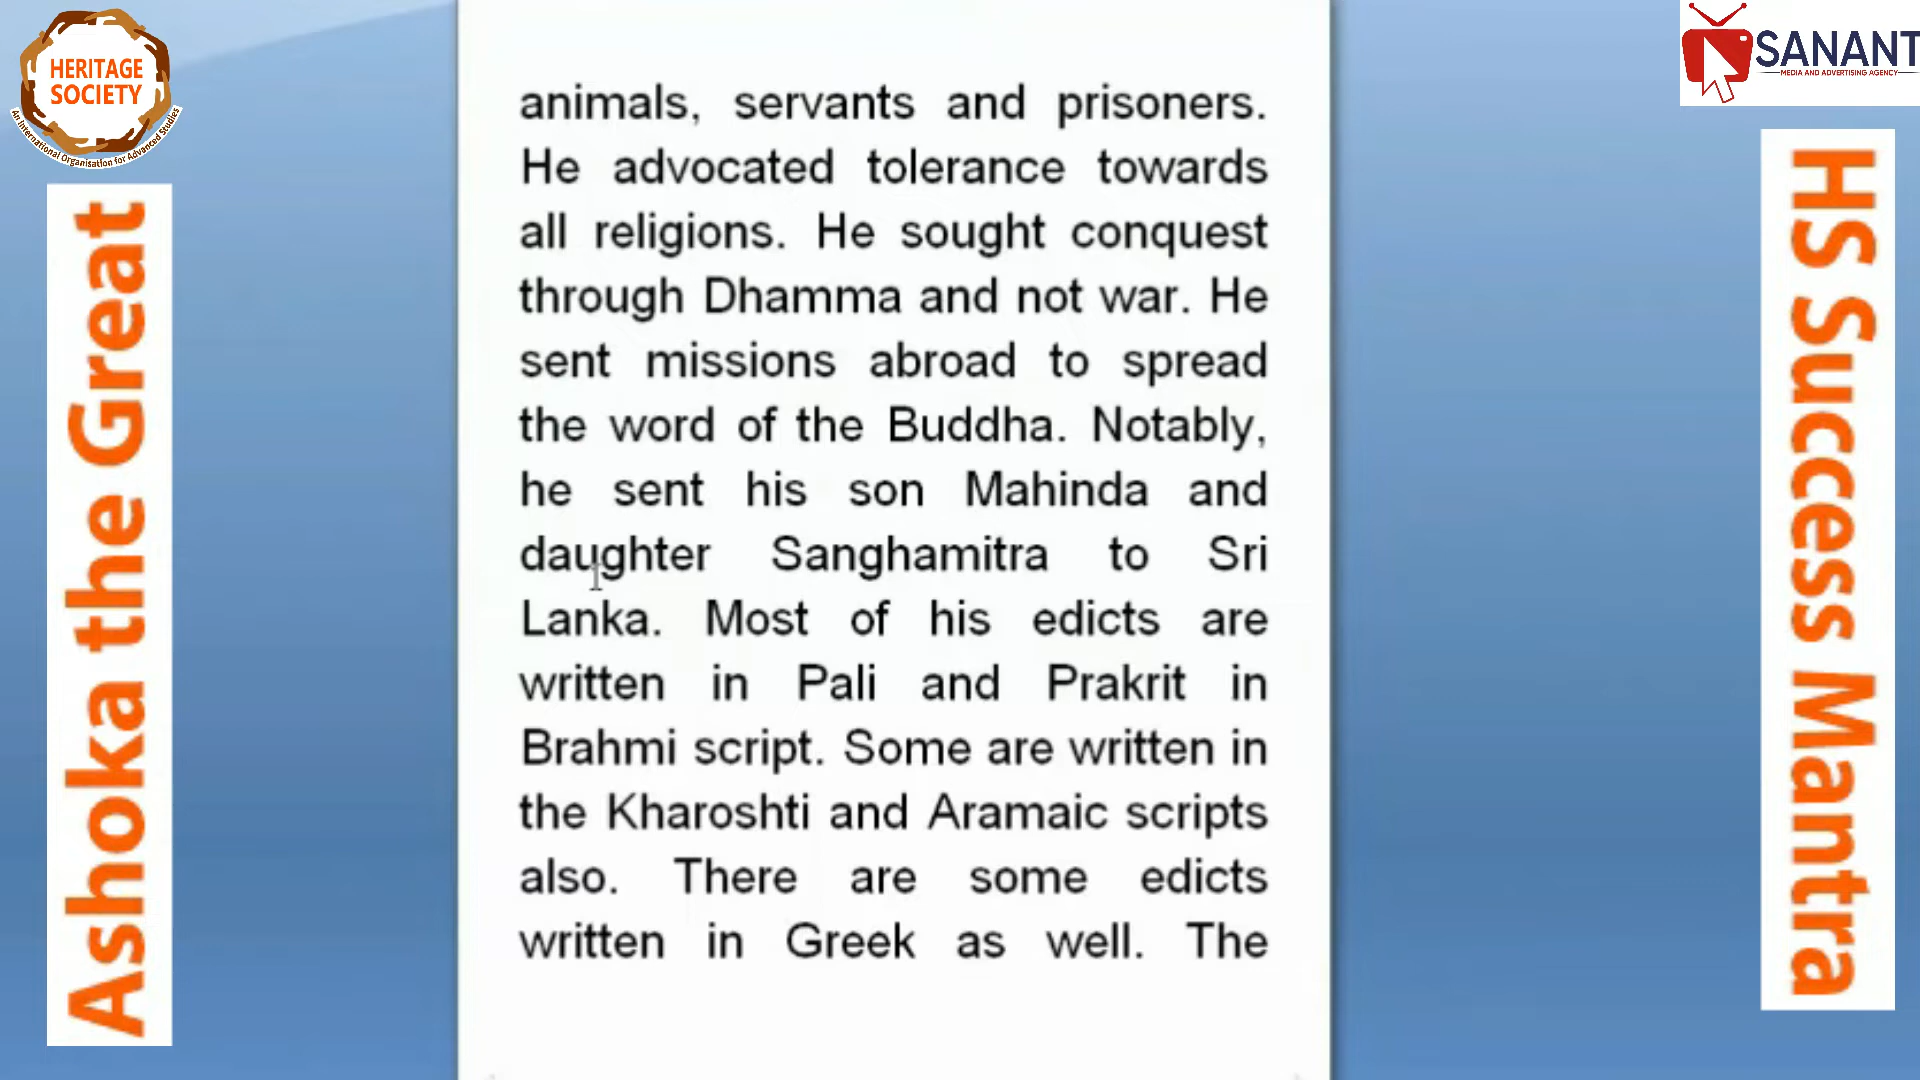 HERITAGE
SOCIETY
An International Organisation for Advanced Studies
SANANT
MEDIA AND ADVERTISING AGENCY
Ashoka the Great
animals, servants and prisoners.
He advocated tolerance towards
all religions. He sought conquest
through Dhamma and not war. He
sent missions abroad to spread
the word of the Buddha. Notably,
he sent his son Mahinda and
daughter Sanghamitra to Sri
Lanka. Most of his edicts are
written in Pali and Prakrit in
Brahmi script. Some are written in
the Kharoshti and Aramaic scripts
also. There are some edicts
written in Greek as well. The
HS Success Mantra